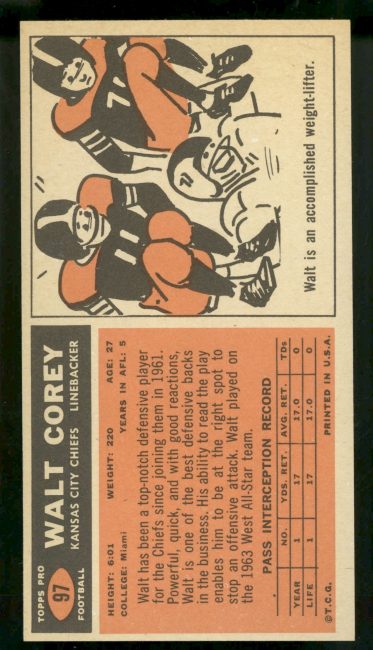 TOPPS PRO
97
FOOTBALL
WALT COREY
KANSAS CITY CHIEFS LINEBACKER
HEIGHT: 6:01 WEIGHT: 220 AGE: 27
COLLEGE: Miami YEARS IN AFL: 5
Walt has been a top-notch defensive player
for the Chiefs since joining them in 1961.
Powerful, quick, and with good reactions,
Walt is one of the best defensive backs
in the business. His ability to read the play
enables him to be at the right spot to
stop an offensive attack. Walt played on
the 1963 West All-Star team.
PASS INTERCEPTION RECORD
NO. YDS. RET. AVG. RET. TDs
YEAR 1 17 17.0 0
LIFE 1 17 17.0 0
©T.C.G. PRINTED IN U.S.A.
71
11
71
Walt is an accomplished weight-lifter.